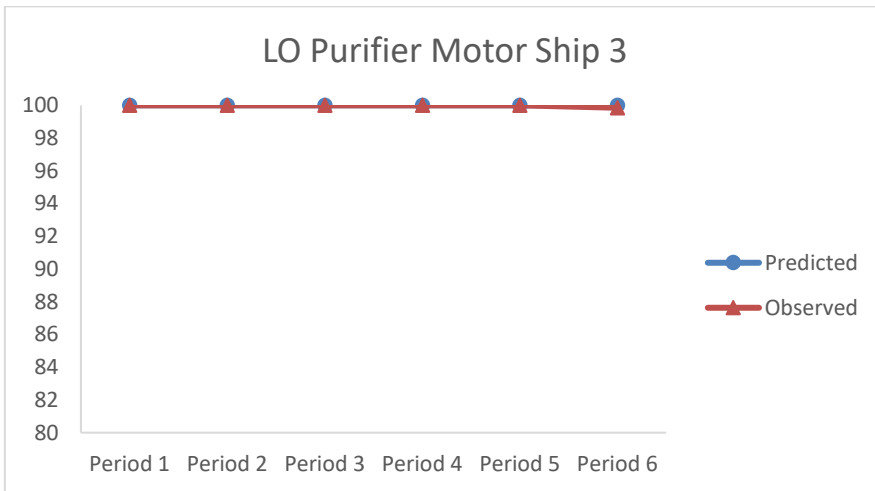 LO Purifier Motor Ship 3
100
98
96
94
92
90
88
86
84
82
80
Period 1 Period 2 Period 3 Period 4 Period 5 Period 6
Predicted
Observed